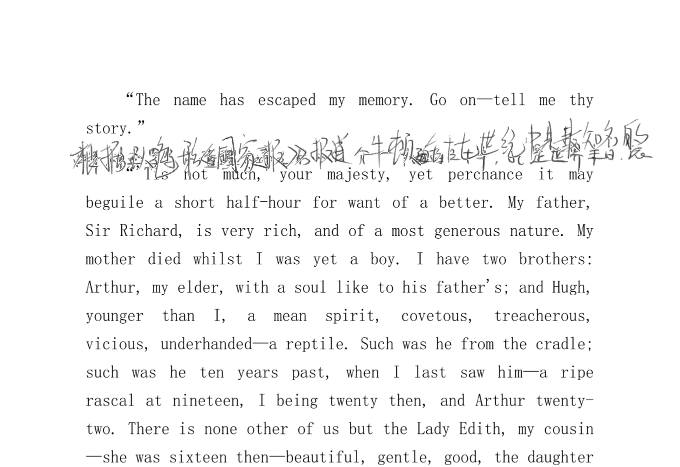 “The name has escaped my memory. Go on—tell me thy
story.”
“'Tis not much, your majesty, yet perchance it may
beguile a short half-hour for want of a better. My father,
Sir Richard, is very rich, and of a most generous nature. My
mother died whilst I was yet a boy. I have two brothers:
Arthur, my elder, with a soul like to his father's; and Hugh,
younger than I, a mean spirit, covetous, treacherous,
vicious, underhanded—a reptile. Such was he from the cradle;
such was he ten years past, when I last saw him—a ripe
rascal at nineteen, I being twenty then, and Arthur twenty-
two. There is none other of us but the Lady Edith, my cousin
—she was sixteen then—beautiful, gentle, good, the daughter